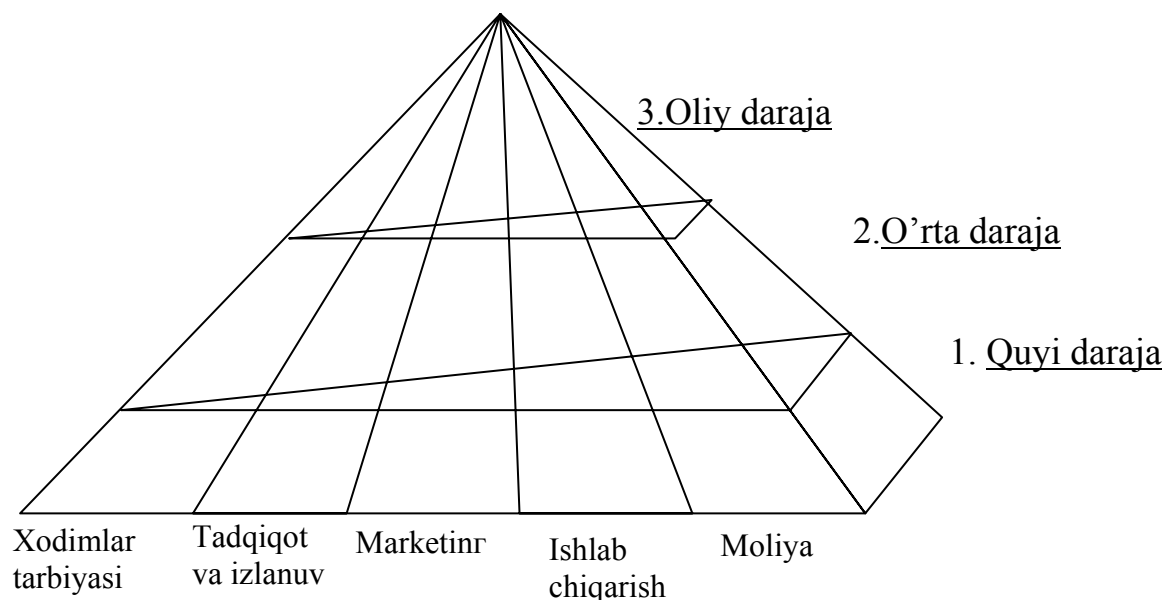 3.Oliy daraja
2.O’rta daraja
1. Quyi daraja
Xodimlar
tarbiyasi
Tadqiqot
va izlanuv
Marketinг
Ishlab
chiqarish
Moliya